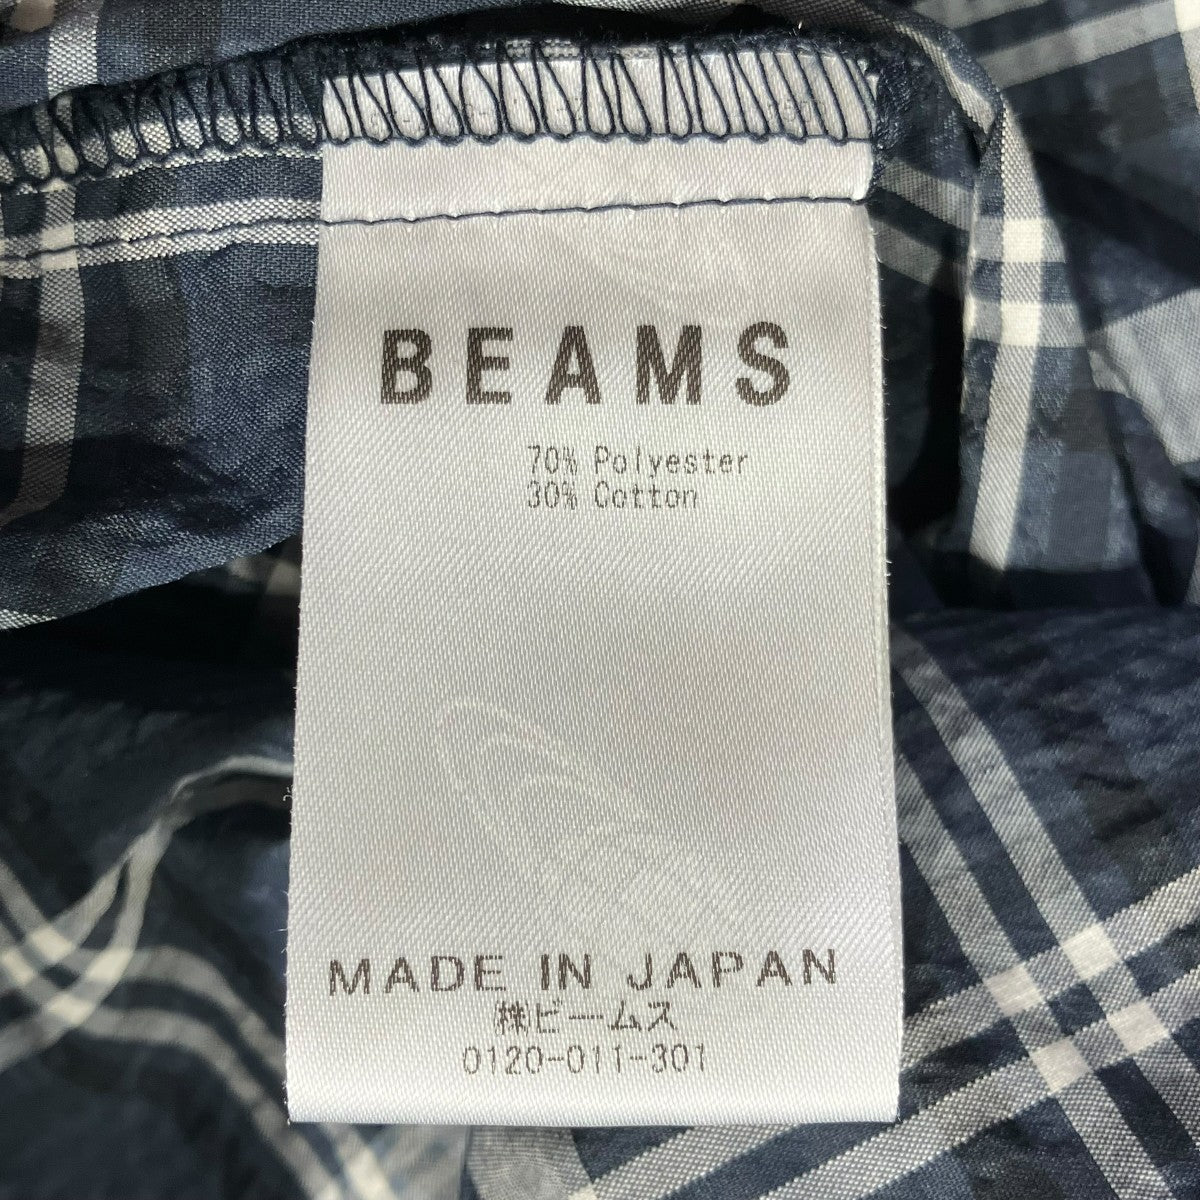 BEAMS
70% Polyester
30% Cotton
MADE IN JAPAN
㈱ビームス
0120-011-301